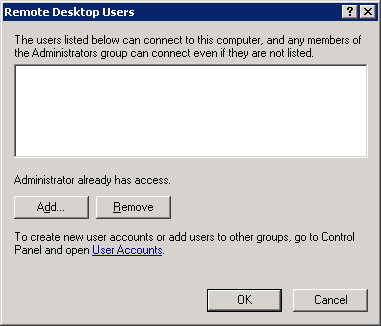 Remote Desktop Users
The users listed below can connect to this computer, and any members of
the Administrators group can connect even if they are not listed.
Administrator already has access.
Add... Remove
To create new user accounts or add users to other groups, go to Control
Panel and open User Accounts.
OK Cancel